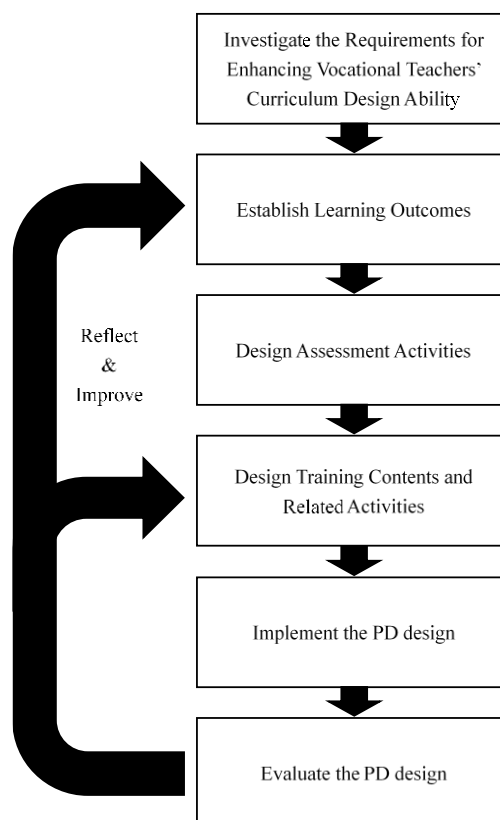 Investigate the Requirements for
Enhancing Vocational Teachers’
Curriculum Design Ability
Establish Learning Outcomes
Design Assessment Activities
Reflect
&
Improve
Design Training Contents and
Related Activities
Implement the PD design
Evaluate the PD design